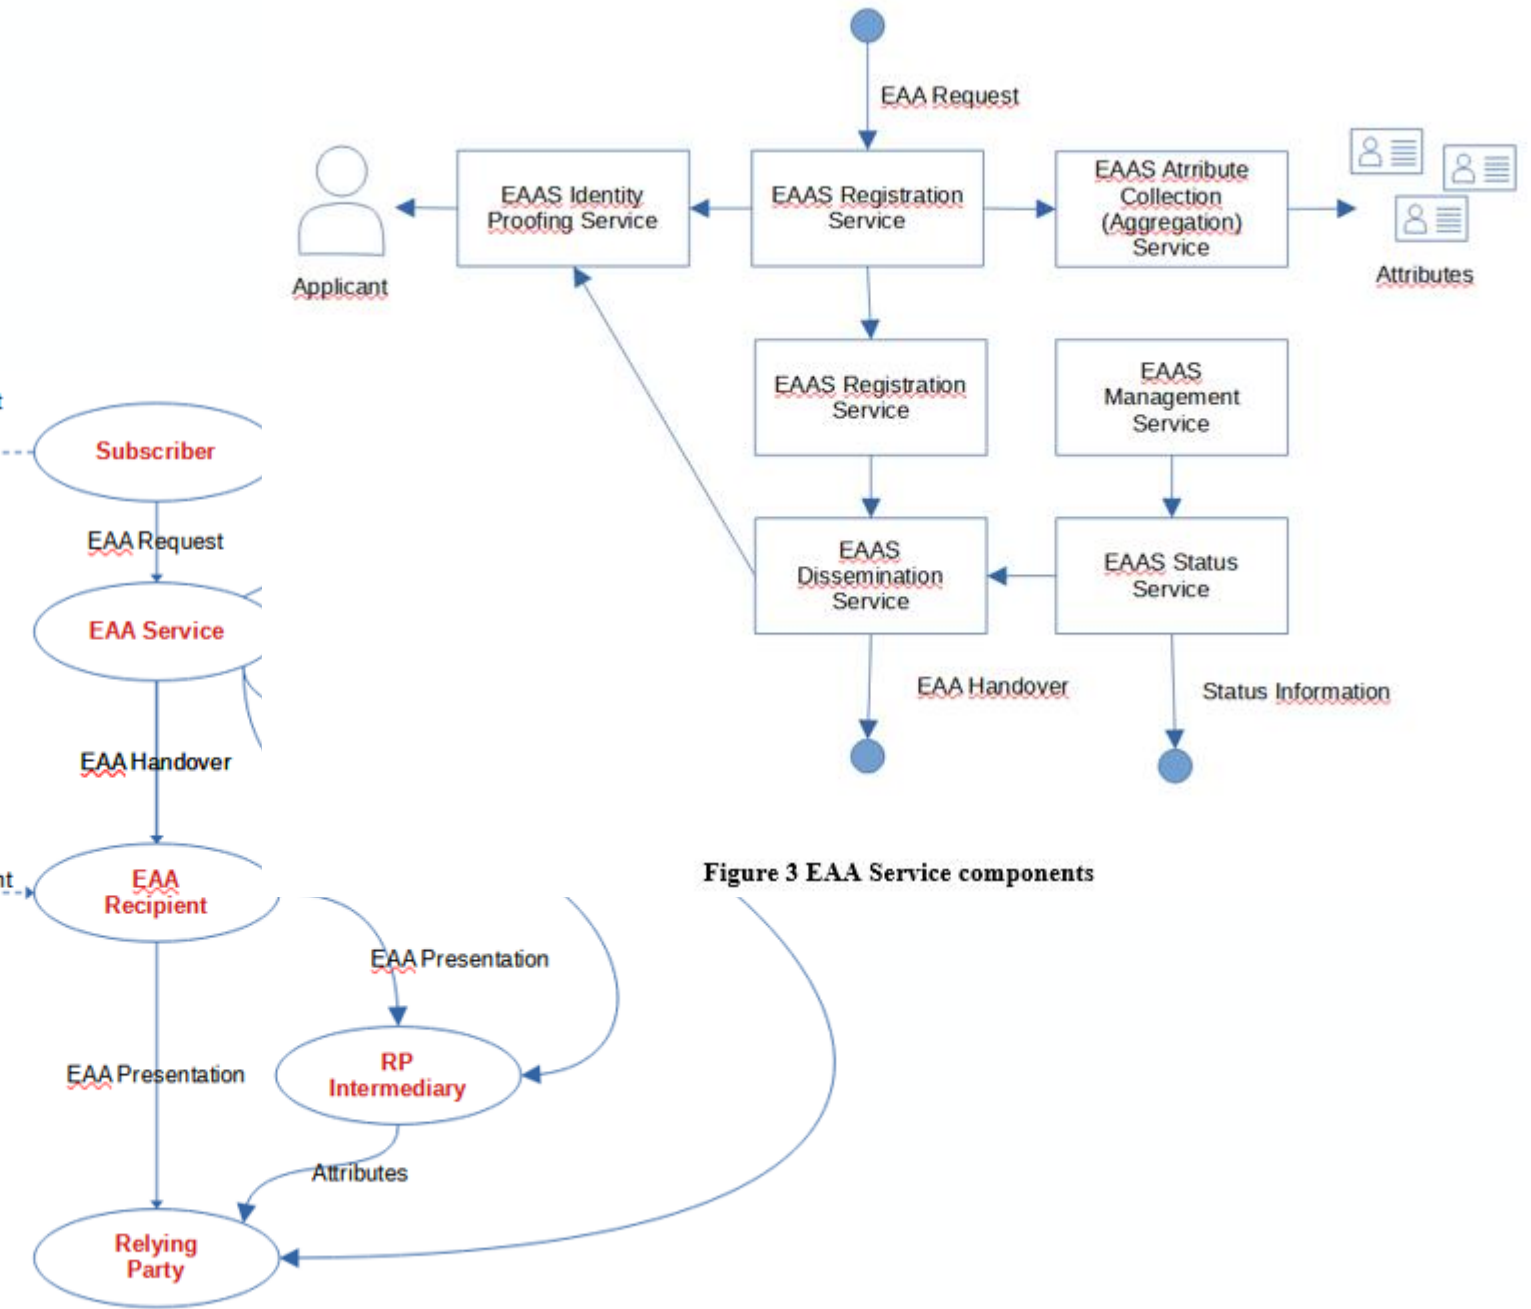 EAA Request
EAAS Identity
Proofing Service
EAAS Registration
Service
EAAS Atrribute
Collection
(Aggregation)
Service
Applicant
Attributes
EAAS Registration
Service
EAAS
Management
Service
EAAS
Dissemination
Service
EAAS Status
Service
EAA Handover
Status Information
Figure 3 EAA Service components
Subscriber
EAA Request
EAA Service
EAA Handover
EAA
Recipient
EAA Presentation
EAA Presentation
RP
Intermediary
Attributes
Relying
Party